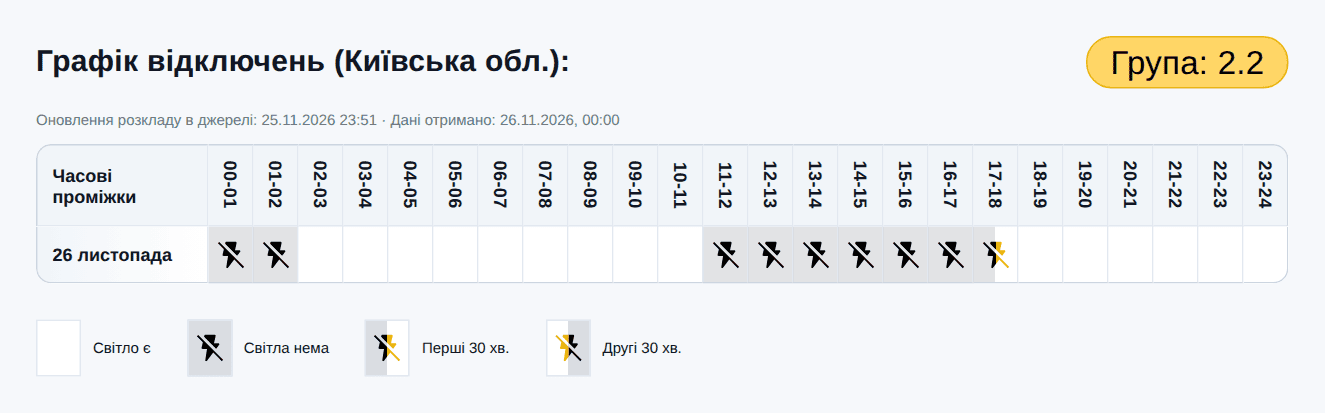 Графік відключень (Київська обл.):
Група: 2.2
Оновлення розкладу в джерелі: 25.11.2026 23:51 · Дані отримано: 26.11.2026, 00:00
Часові
проміжки
00-01
01-02
02-03
03-04
04-05
05-06
06-07
07-08
08-09
09-10
10-11
11-12
12-13
13-14
14-15
15-16
16-17
17-18
18-19
19-20
20-21
21-22
22-23
23-24
26 листопада
Світло є
Світла нема
Перші 30 хв.
Другі 30 хв.